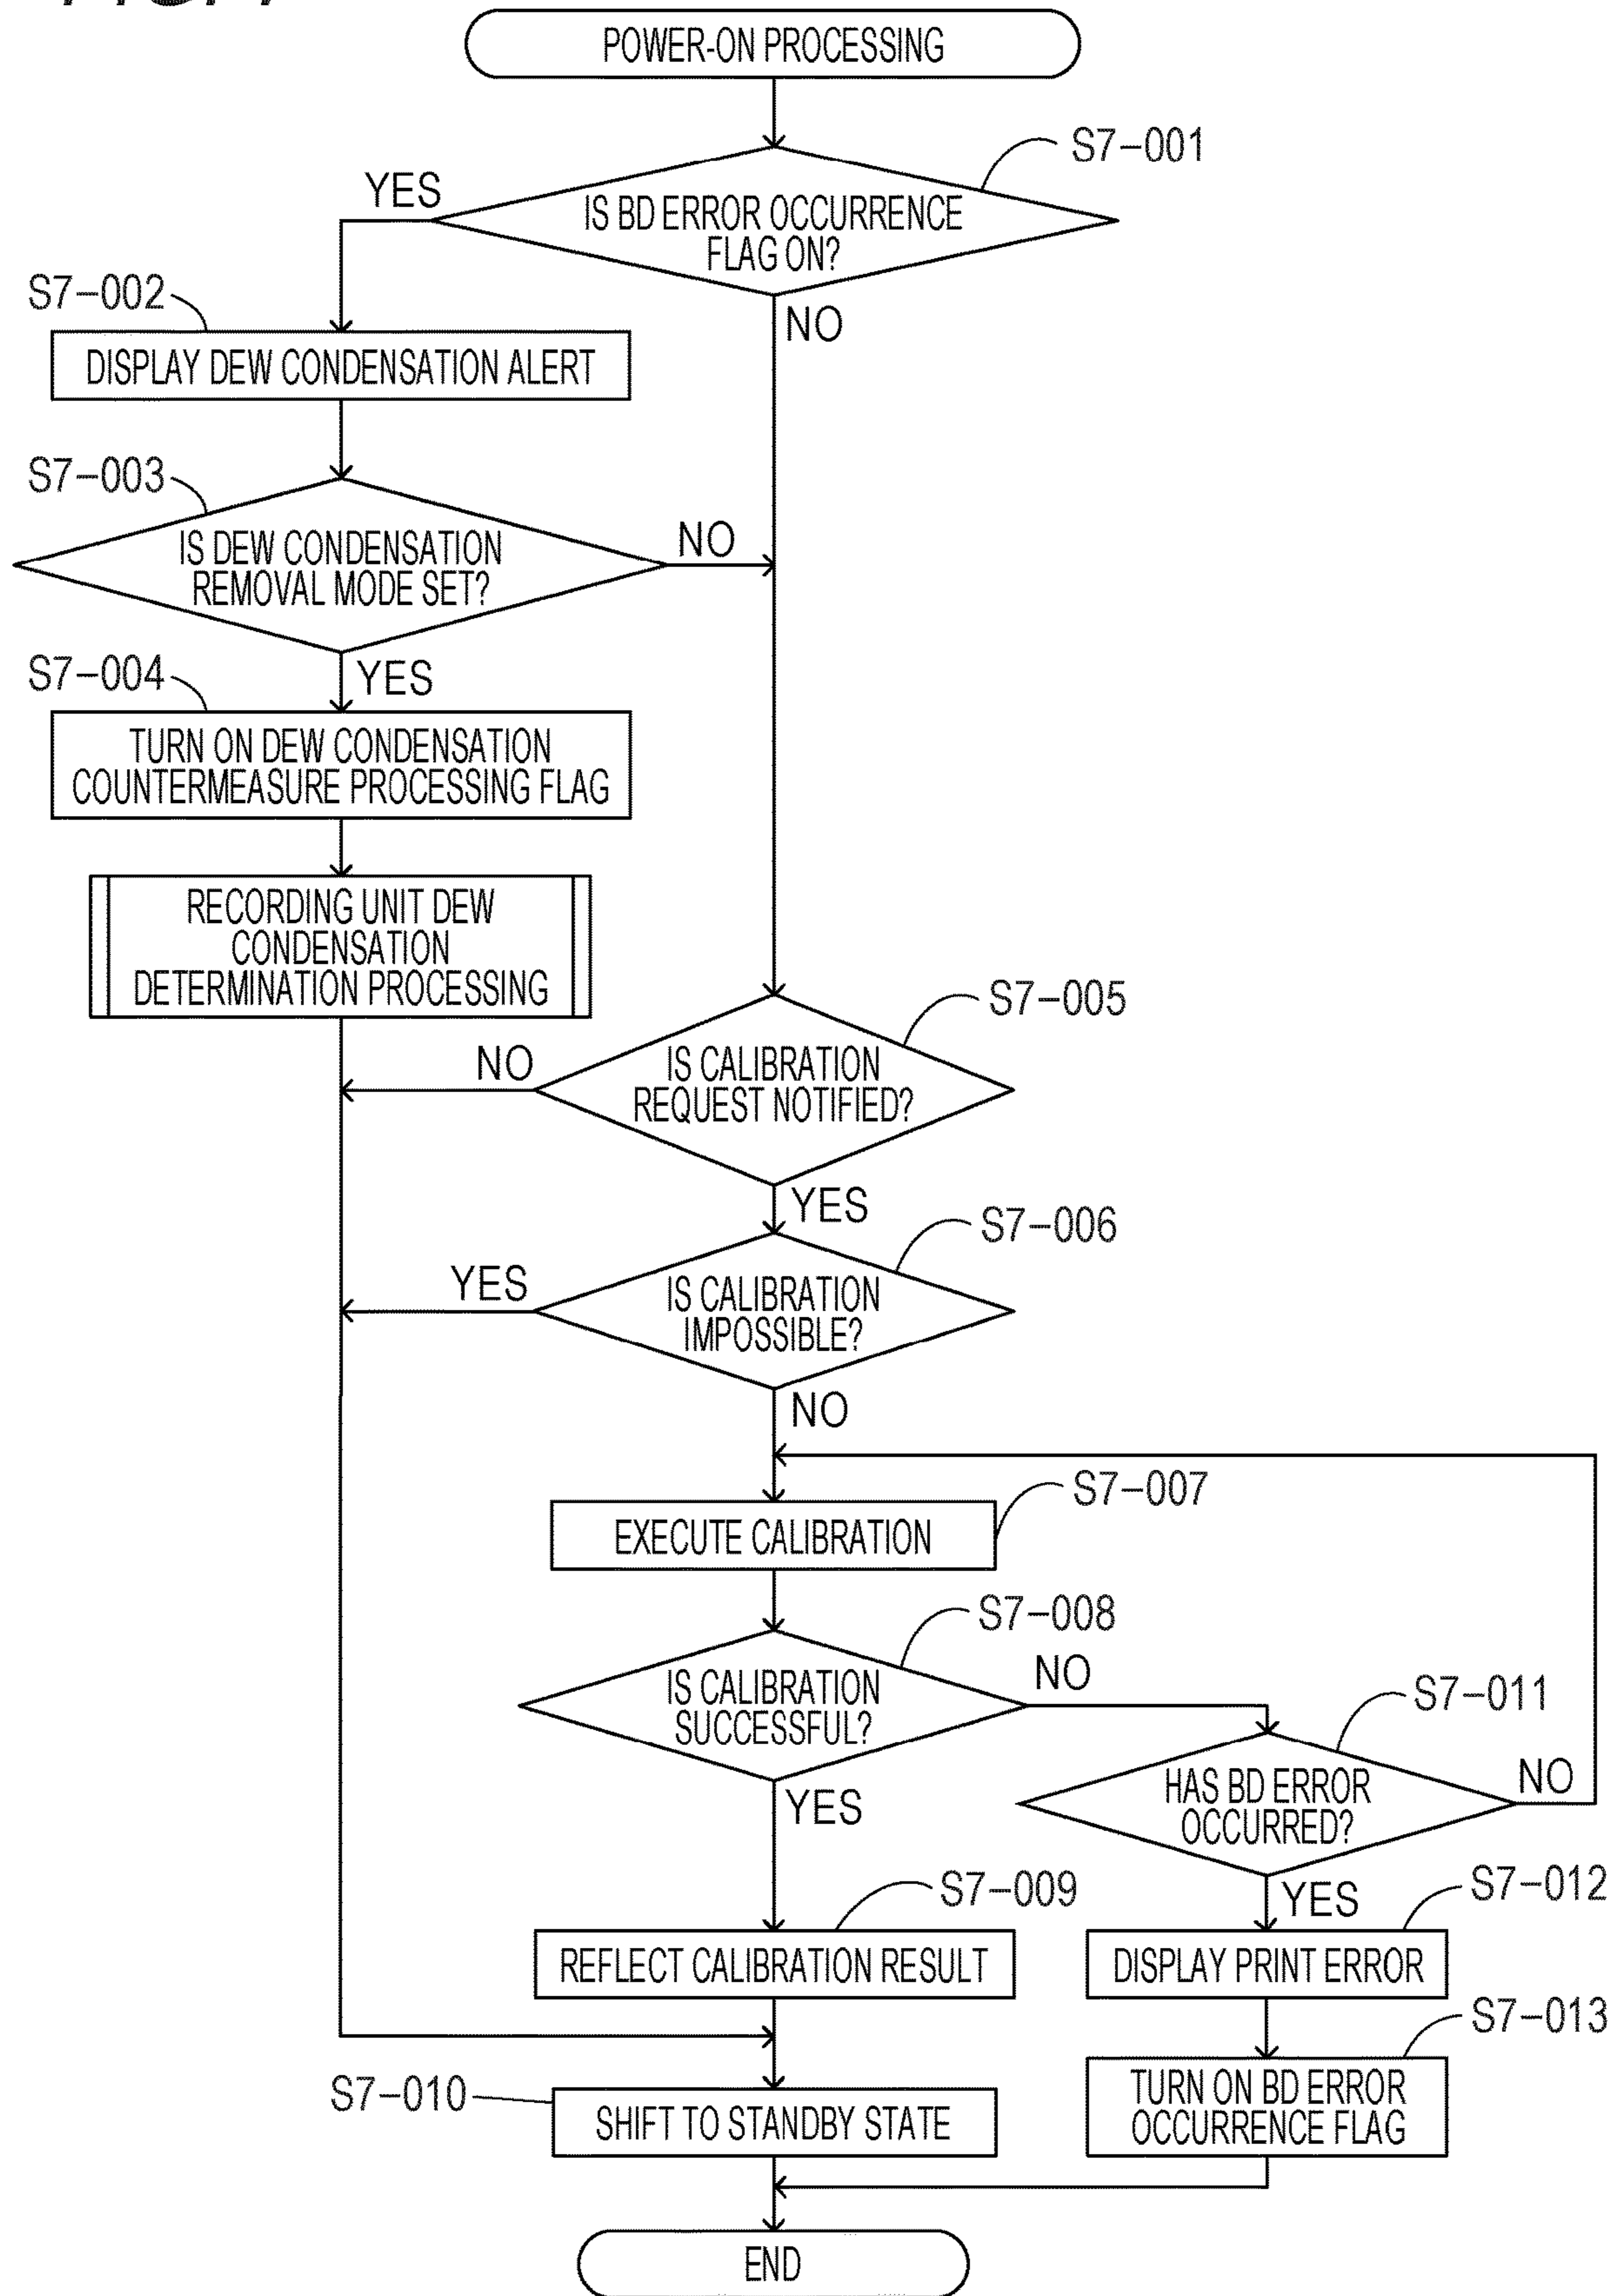 POWER-ON PROCESSING
S7-001
YES
IS BD ERROR OCCURRENCE
FLAG ON?
S7-002
NO
DISPLAY DEW CONDENSATION ALERT
S7-003
IS DEW CONDENSATION
REMOVAL MODE SET?
NO
S7-004
YES
TURN ON DEW CONDENSATION
COUNTERMEASURE PROCESSING FLAG
RECORDING UNIT DEW
CONDENSATION
DETERMINATION PROCESSING
S7-005
NO
IS CALIBRATION
REQUEST NOTIFIED?
YES
S7-006
YES
IS CALIBRATION
IMPOSSIBLE?
NO
S7-007
EXECUTE CALIBRATION
S7-008
IS CALIBRATION
SUCCESSFUL?
NO
S7-011
YES
HAS BD ERROR
OCCURRED?
NO
S7-009
YES
S7-012
REFLECT CALIBRATION RESULT
DISPLAY PRINT ERROR
S7-013
S7-010
SHIFT TO STANDBY STATE
TURN ON BD ERROR
OCCURRENCE FLAG
END